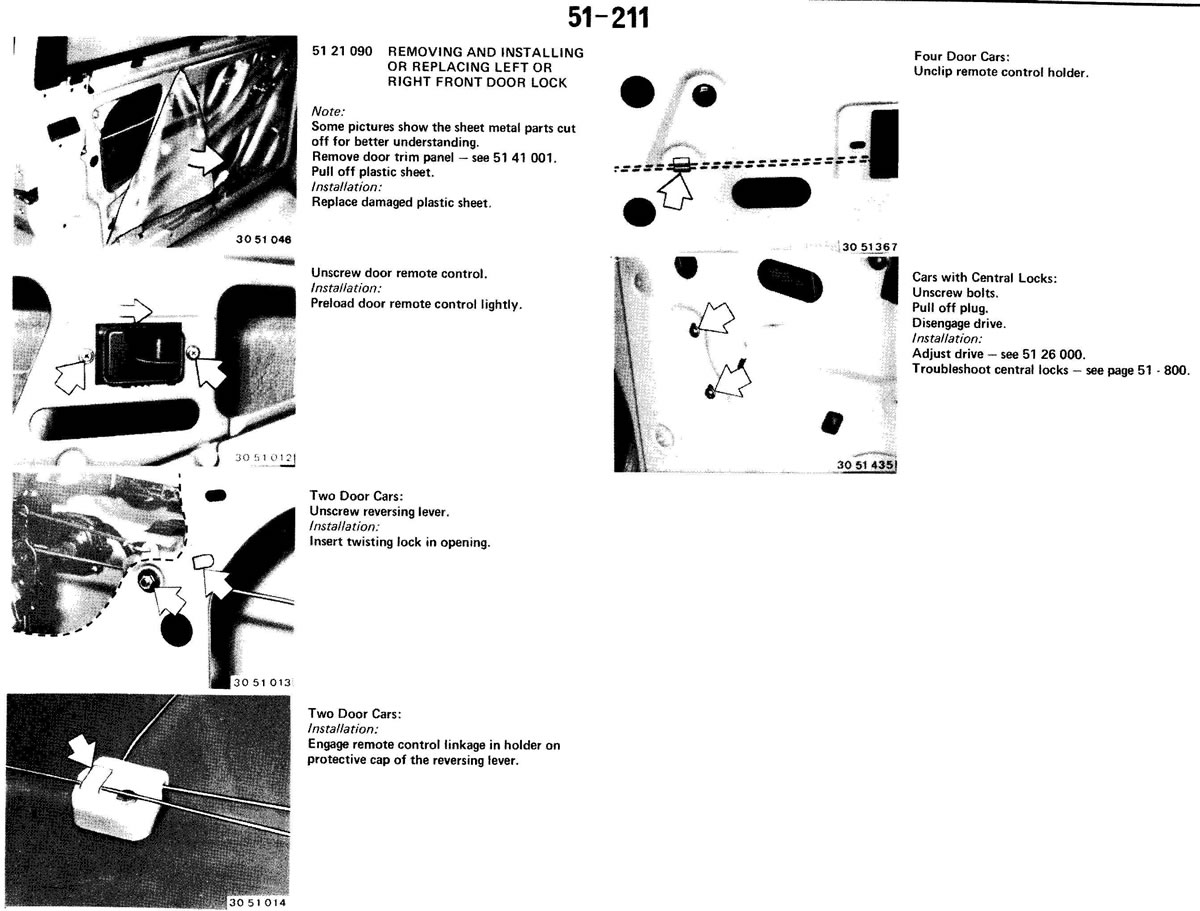 51-211
51 21 090 REMOVING AND INSTALLING
OR REPLACING LEFT OR
RIGHT FRONT DOOR LOCK
Note:
Some pictures show the sheet metal parts cut
off for better understanding.
Remove door trim panel — see 51 41 001.
Pull off plastic sheet.
Installation:
Replace damaged plastic sheet.
30 51 046
Unscrew door remote control.
Installation:
Preload door remote control lightly.
30 51 012
Two Door Cars:
Unscrew reversing lever.
Installation:
Insert twisting lock in opening.
30 51 013
Two Door Cars:
Installation:
Engage remote control linkage in holder on
protective cap of the reversing lever.
30 51 014
Four Door Cars:
Unclip remote control holder.
30 51 367
Cars with Central Locks:
Unscrew bolts.
Pull off plug.
Disengage drive.
Installation:
Adjust drive — see 51 26 000.
Troubleshoot central locks — see page 51 - 800.
30 51 435